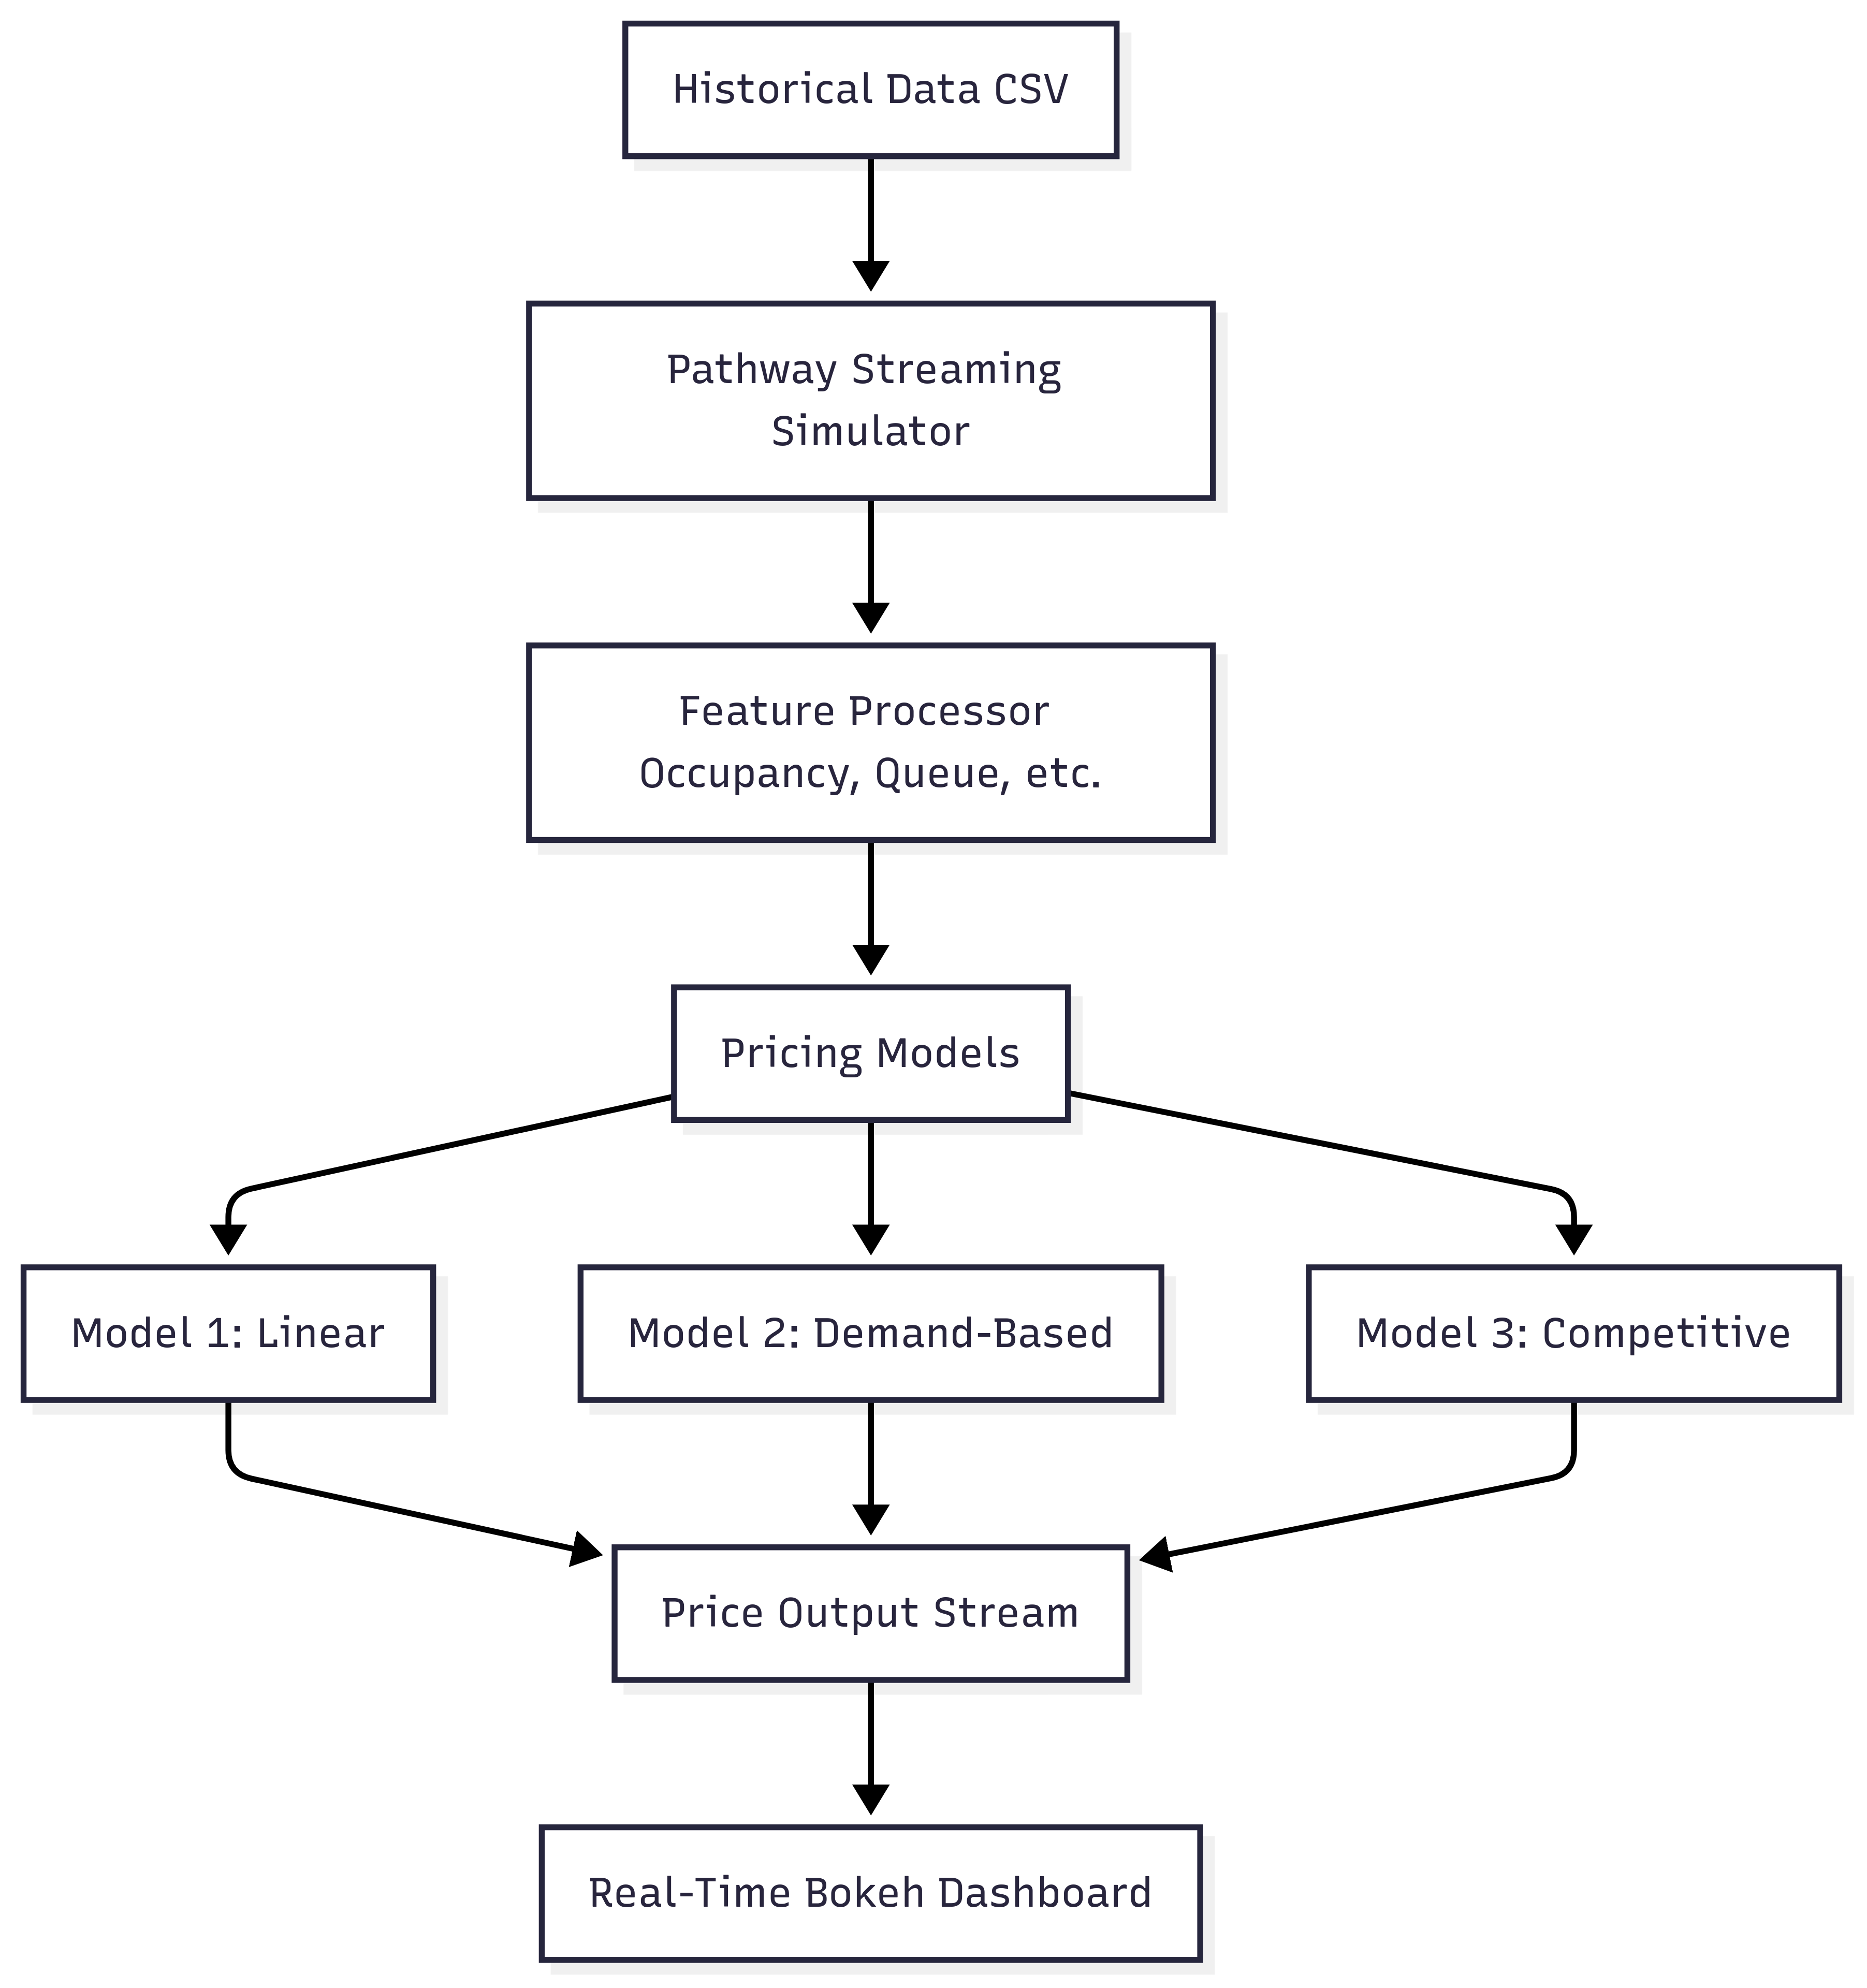 Historical Data CSV
Pathway Streaming
Simulator
Feature Processor
Occupancy, Queue, etc.
Pricing Models
Model 1: Linear
Model 2: Demand-Based
Model 3: Competitive
Price Output Stream
Real-Time Bokeh Dashboard